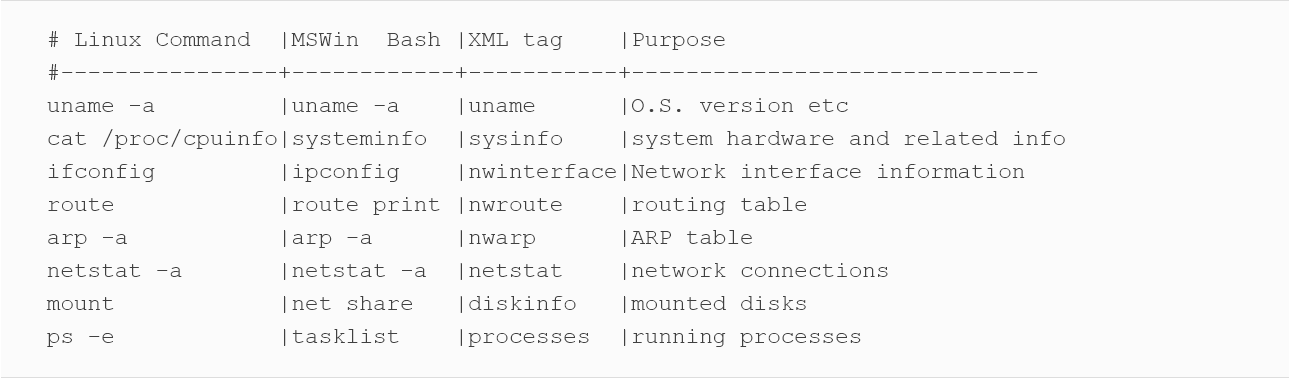 # Linux Command  |MSWin  Bash |XML tag    |Purpose
#----------------+------------+-----------+------------------------------
uname -a         |uname -a    |uname      |O.S. version etc
cat /proc/cpuinfo|systeminfo  |sysinfo    |system hardware and related info
ifconfig         |ipconfig    |nwinterface|Network interface information
route            |route print |nwroute    |routing table
arp -a           |arp -a      |nwarp      |ARP table
netstat -a       |netstat -a  |netstat    |network connections
mount            |net share   |diskinfo   |mounted disks
ps -e            |tasklist    |processes  |running processes